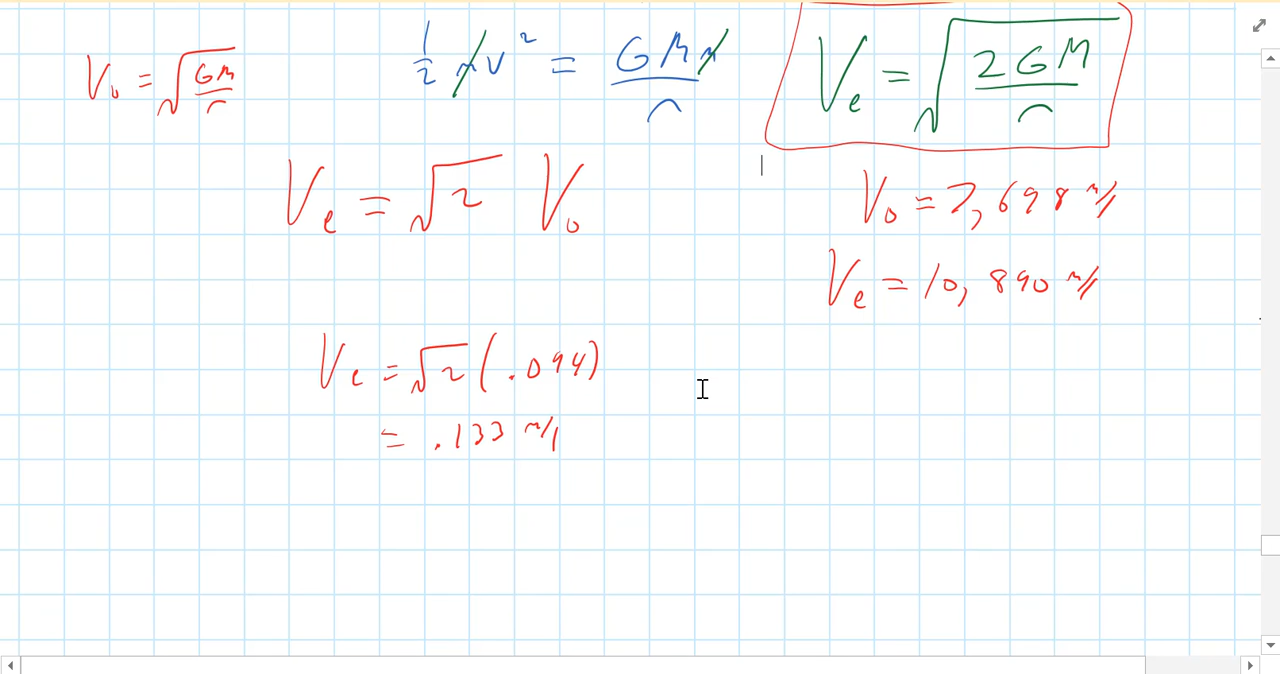 V₀ = √(GM/r)
½ mv² = GMm/r
Vₑ = √(2GM/r)
Vₑ = √2 V₀
V₀ = 7,698 m/s
Vₑ = 10,890 m/s
Vₑ = √2 (.094)
= .133 m/s